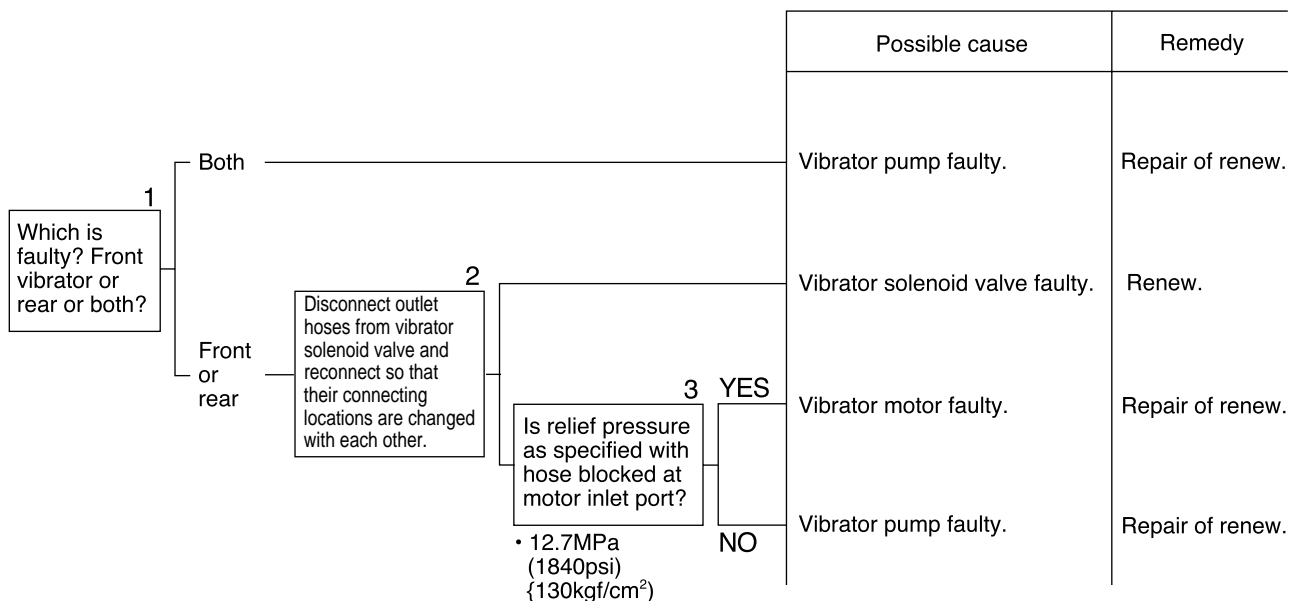 Possible cause
Remedy
Both
Vibrator pump faulty.
Repair of renew.
1
Which is
faulty? Front
vibrator or
rear or both?
Vibrator solenoid valve faulty.
Renew.
2
Disconnect outlet
hoses from vibrator
solenoid valve and
reconnect so that
their connecting
locations are changed
with each other.
Front
or
rear
3
YES
Is relief pressure
as specified with
hose blocked at
motor inlet port?
Vibrator motor faulty.
Repair of renew.
NO
Vibrator pump faulty.
Repair of renew.
• 12.7MPa
(1840psi)
{130kgf/cm²)